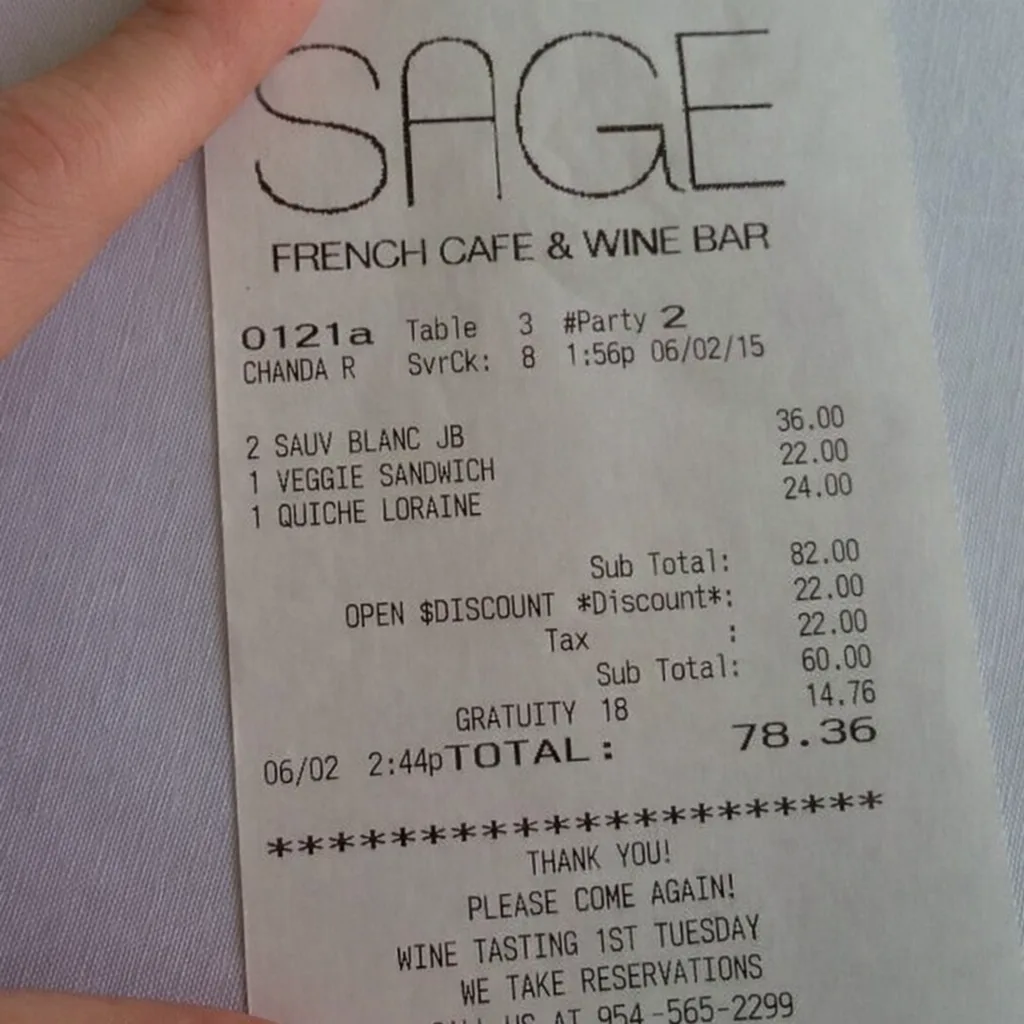 SAGE
FRENCH CAFE & WINE BAR
0121a Table 3 #Party 2
CHANDA R SvrCk: 8 1:56p 06/02/15
2 SAUV BLANC JB 36.00
1 VEGGIE SANDWICH 22.00
1 QUICHE LORAINE 24.00
Sub Total: 82.00
OPEN $DISCOUNT *Discount*: 22.00
Tax : 22.00
Sub Total: 60.00
GRATUITY 18 14.76
06/02 2:44pTOTAL: 78.36
********************
THANK YOU!
PLEASE COME AGAIN!
WINE TASTING 1ST TUESDAY
WE TAKE RESERVATIONS
CALL US AT 954-565-2299